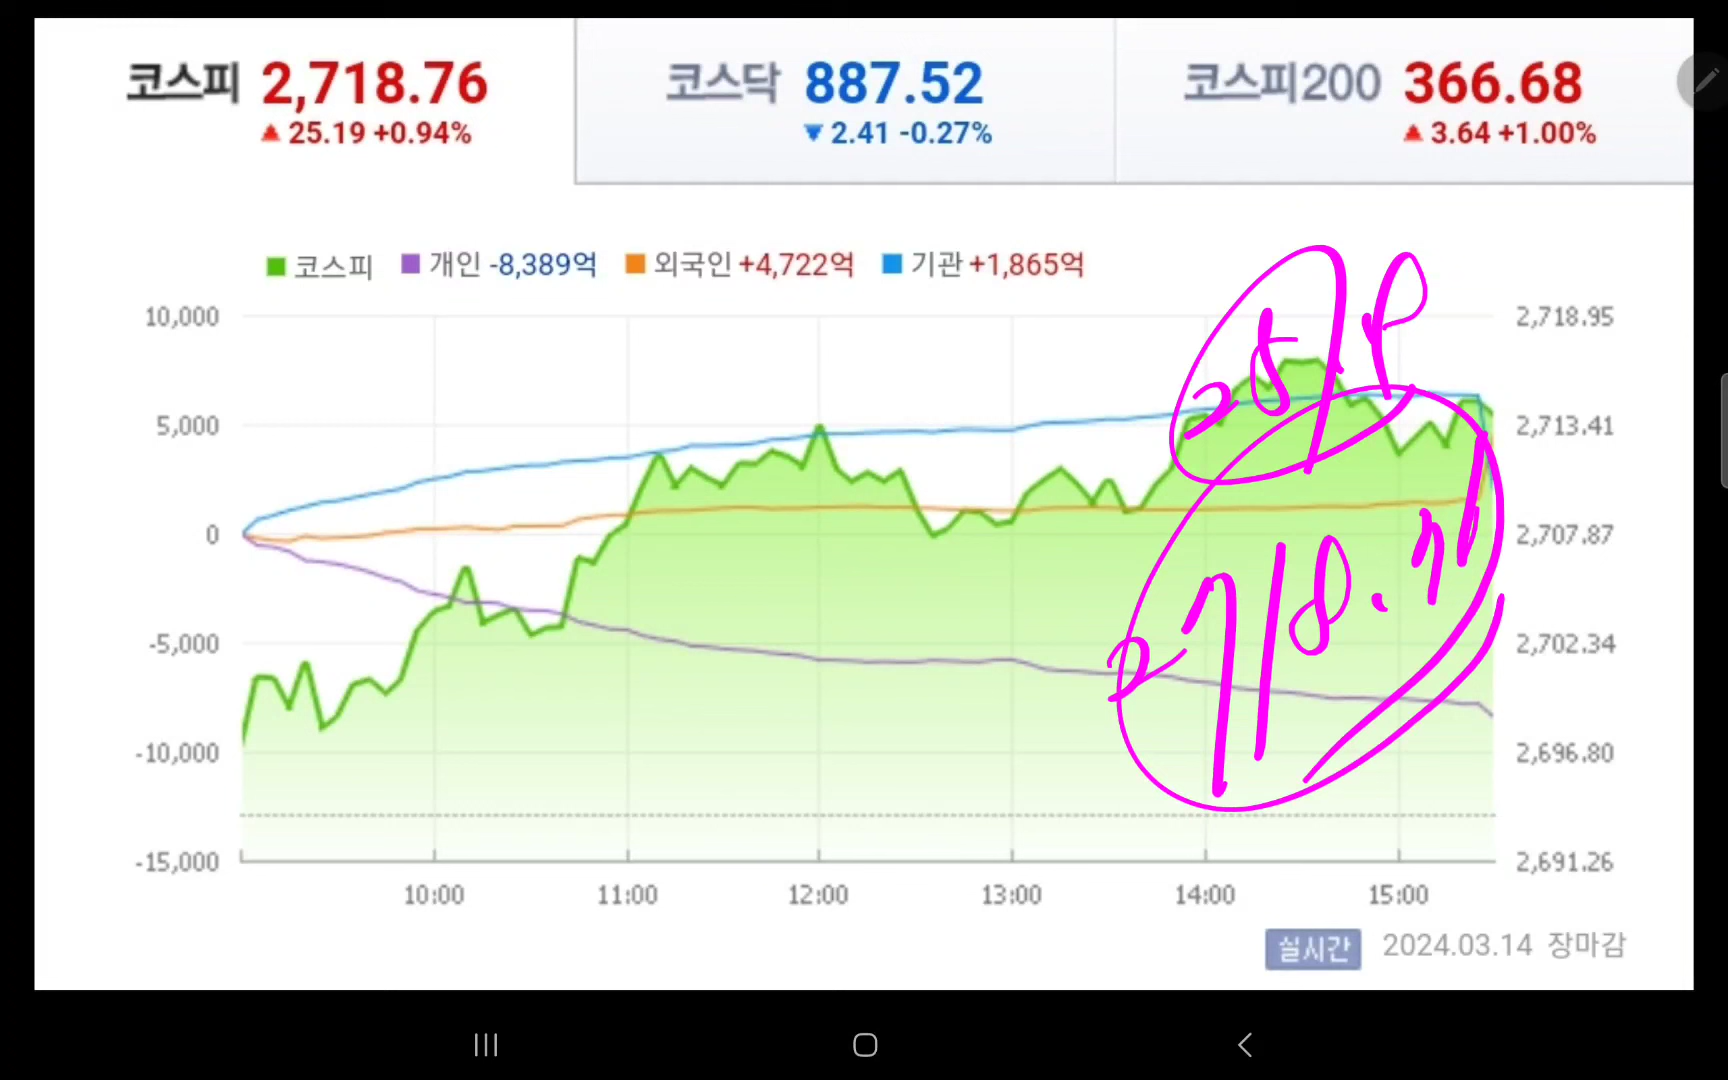 코스피 2,718.76
▲ 25.19 +0.94%
코스닥 887.52
▼ 2.41 -0.27%
코스피200 366.68
▲ 3.64 +1.00%
코스피 개인 -8,389억 외국인 +4,722억 기관 +1,865억
10,000
5,000
0
-5,000
-10,000
-15,000
2,718.95
2,713.41
2,707.87
2,702.34
2,696.80
2,691.26
10:00 11:00 12:00 13:00 14:00 15:00
실시간 2024.03.14 장마감